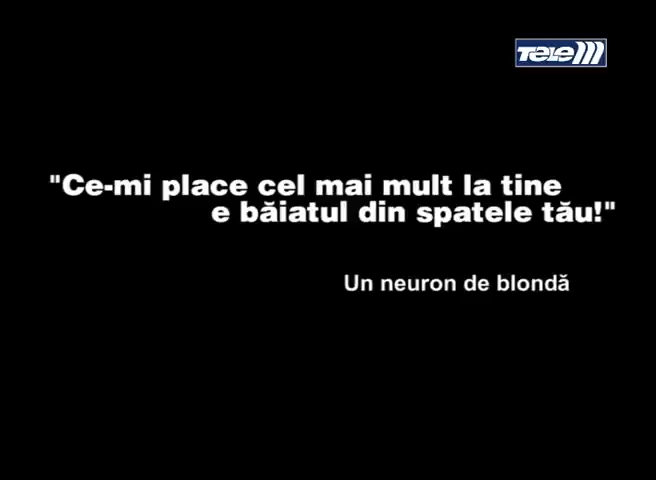 TELE M
"Ce-mi place cel mai mult la tine
e băiatul din spatele tău!"
Un neuron de blondă